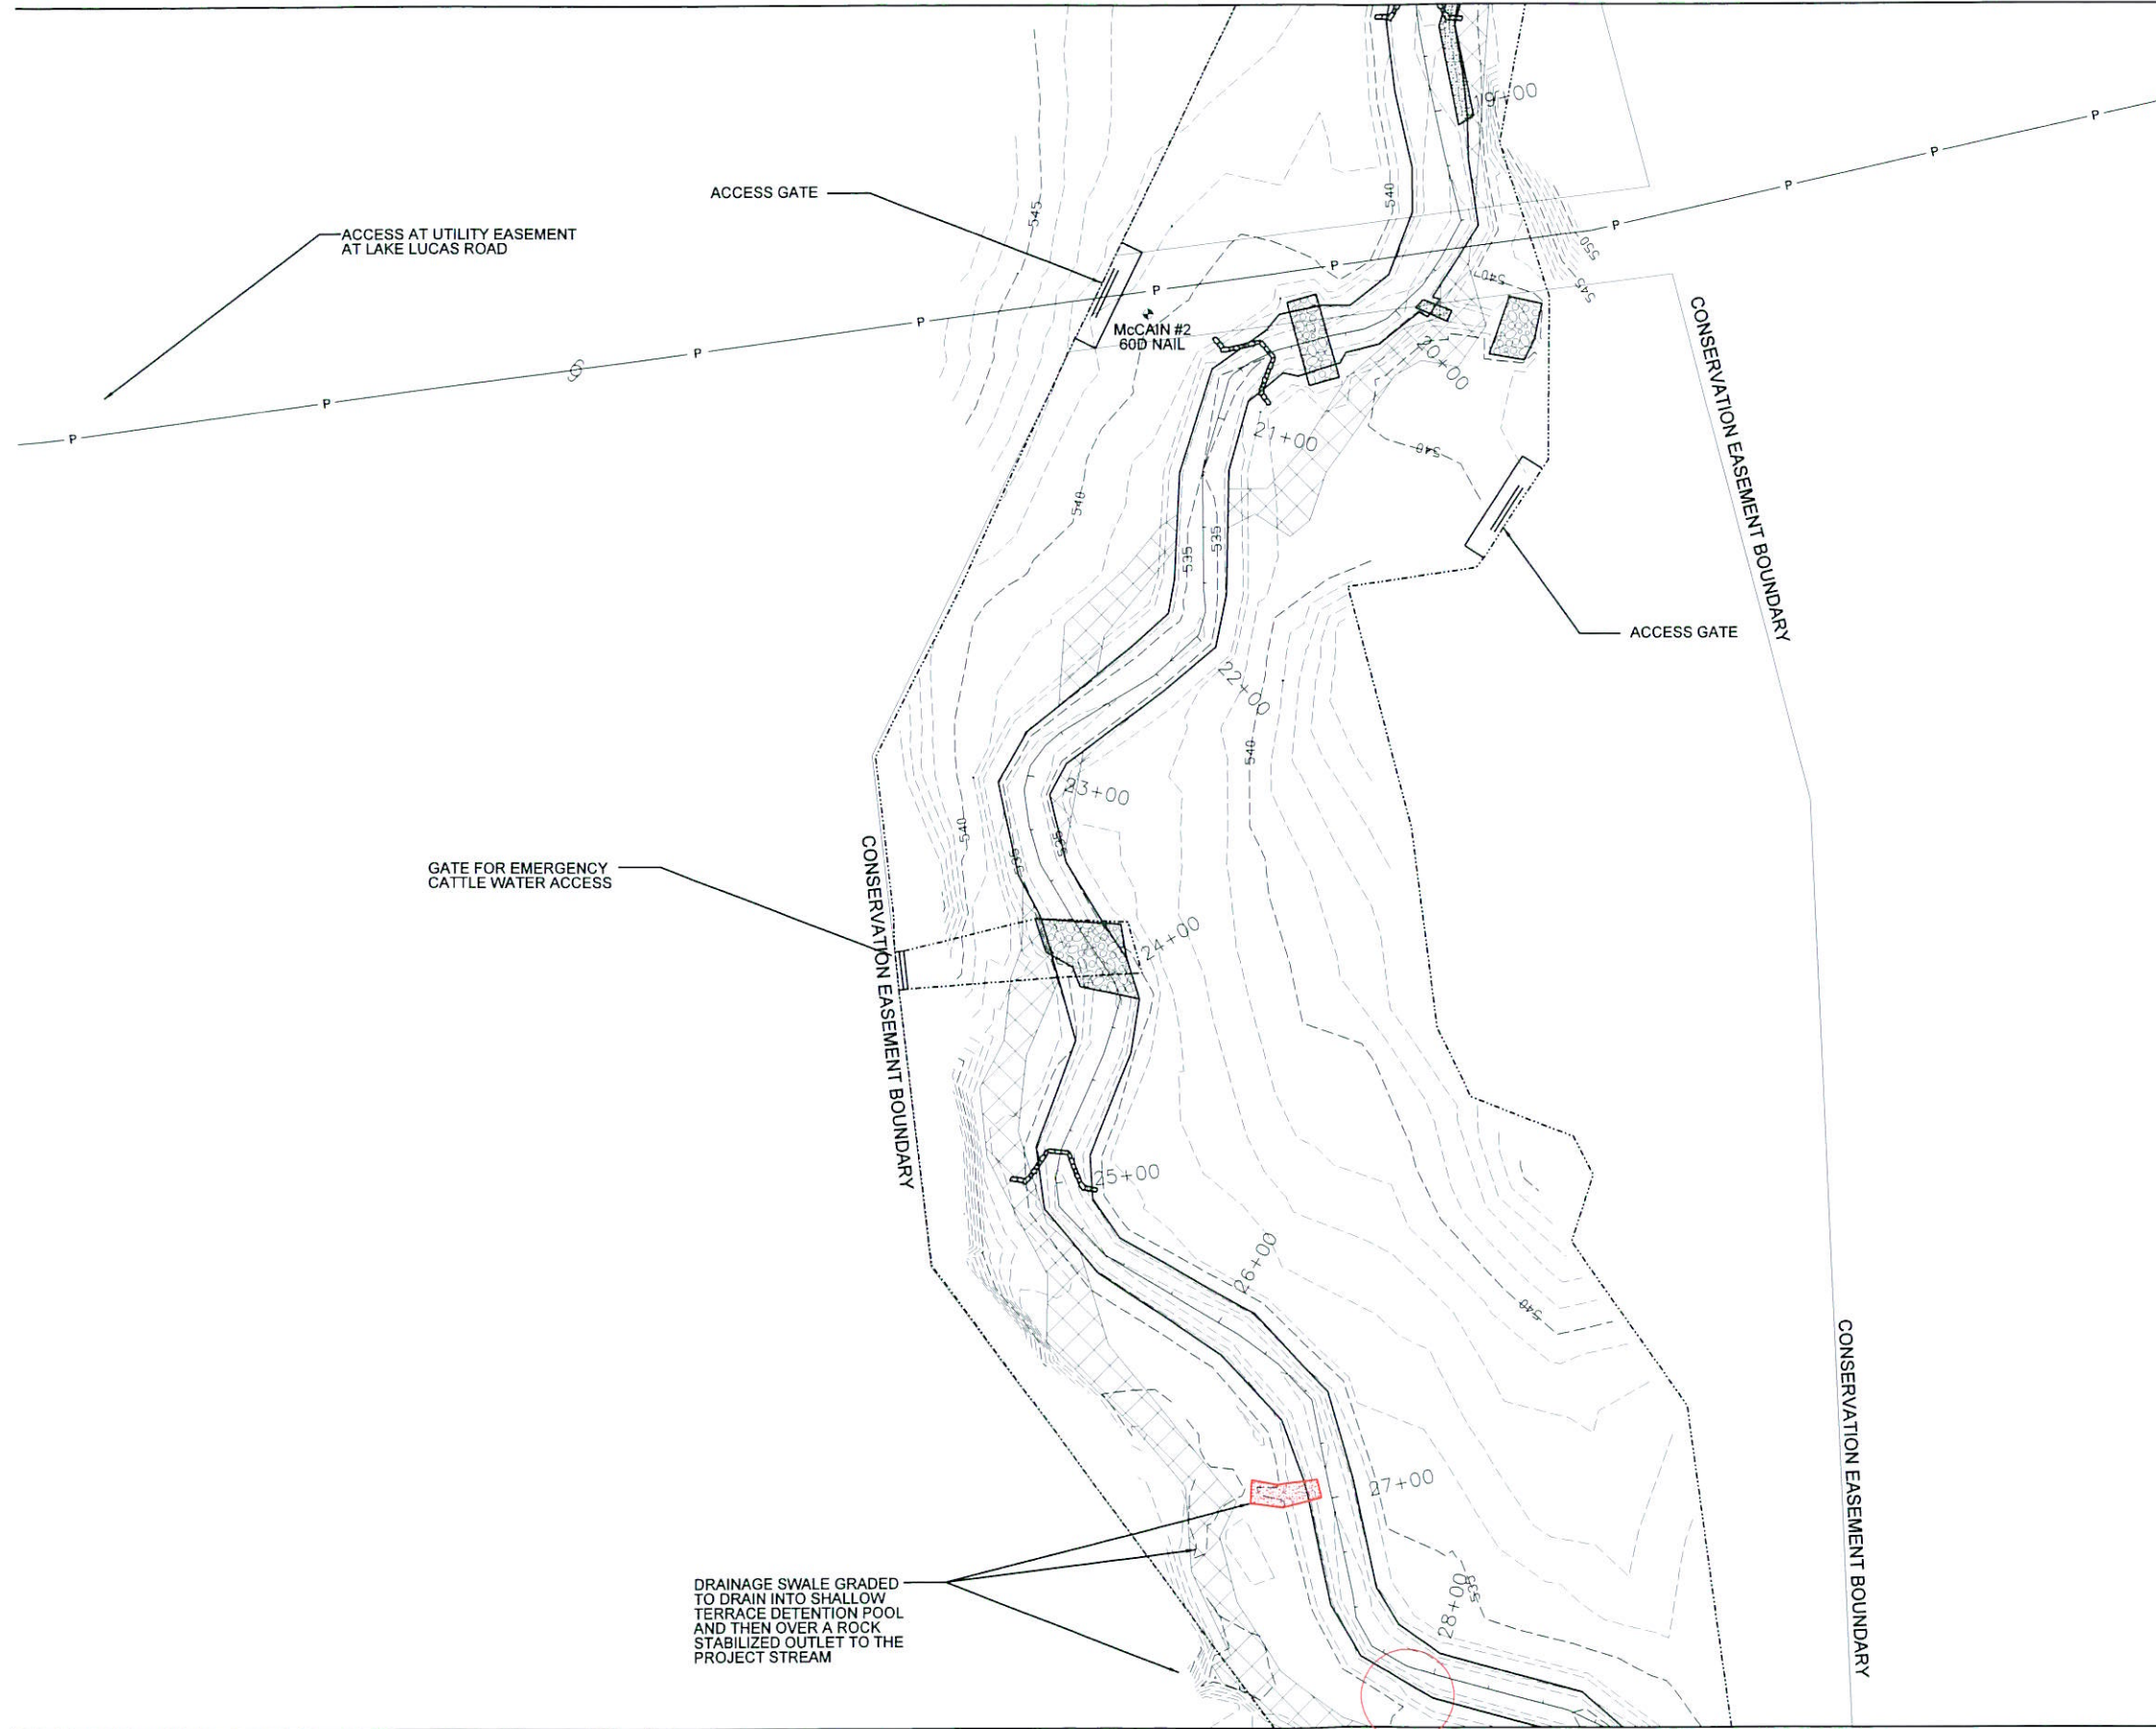 19+00
P
P
P
P
ACCESS GATE
540
545
ACCESS AT UTILITY EASEMENT
AT LAKE LUCAS ROAD
550
545
540
P
P
P
P
P
P
P
McCAIN #2
60D NAIL
20+00
21+00
540
540
535
535
CONSERVATION EASEMENT BOUNDARY
ACCESS GATE
22+00
540
23+00
540
535
535
GATE FOR EMERGENCY
CATTLE WATER ACCESS
CONSERVATION EASEMENT BOUNDARY
24+00
25+00
26+00
540
CONSERVATION EASEMENT BOUNDARY
27+00
DRAINAGE SWALE GRADED
TO DRAIN INTO SHALLOW
TERRACE DETENTION POOL
AND THEN OVER A ROCK
STABILIZED OUTLET TO THE
PROJECT STREAM
28+00
535